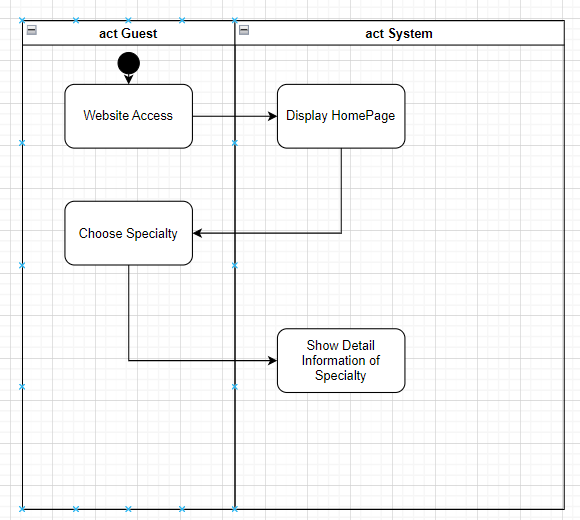 act Guest
act System
Website Access
Display HomePage
Choose Specialty
Show Detail
Information of
Specialty